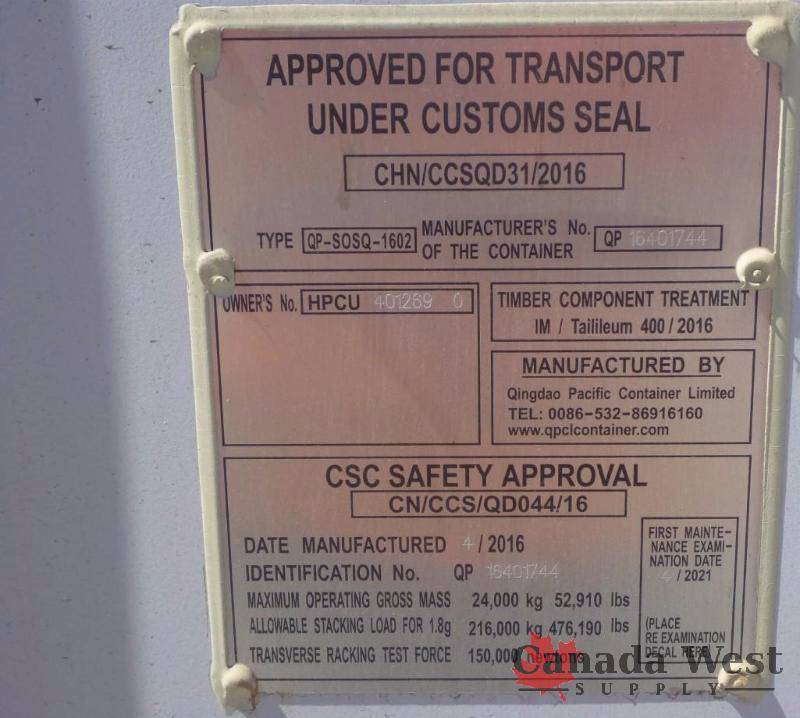 APPROVED FOR TRANSPORT
UNDER CUSTOMS SEAL
CHN/CCSQD31/2016
TYPE QP-SOSQ-1602 MANUFACTURER'S No. OF THE CONTAINER QP 16401744
OWNER'S No. HPCU 401269 0
TIMBER COMPONENT TREATMENT
IM / Tailileum 400 / 2016
MANUFACTURED BY
Qingdao Pacific Container Limited
TEL: 0086-532-86916160
www.qpclcontainer.com
CSC SAFETY APPROVAL
CN/CCS/QD044/16
DATE MANUFACTURED 4 / 2016
IDENTIFICATION No. QP 16401744
MAXIMUM OPERATING GROSS MASS 24,000 kg 52,910 lbs
ALLOWABLE STACKING LOAD FOR 1.8g 216,000 kg 476,190 lbs
TRANSVERSE RACKING TEST FORCE 150,000 newtons
FIRST MAINTE-
NANCE EXAMI-
NATION DATE
4 / 2021
(PLACE
RE EXAMINATION
DECAL HERE)
Canada West
SUPPLY